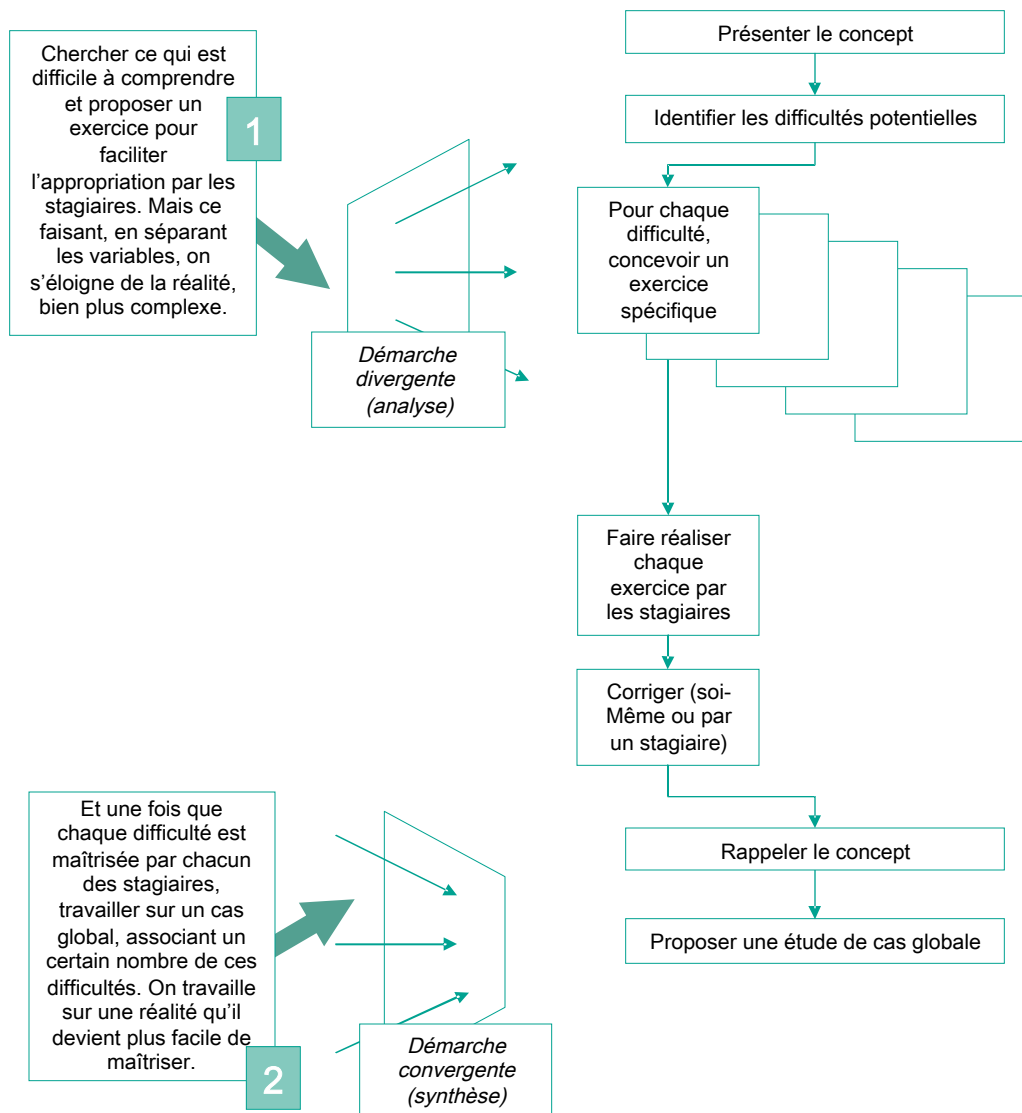 Chercher ce qui est
difficile à comprendre
et proposer un
exercice pour
faciliter
l'appropriation par les
stagiaires. Mais ce
faisant, en séparant
les variables, on
s'éloigne de la réalité,
bien plus complexe.
1
Démarche
divergente
(analyse)
Présenter le concept
Identifier les difficultés potentielles
Pour chaque
difficulté,
concevoir un
exercice
spécifique
Faire réaliser
chaque
exercice par
les stagiaires
Corriger (soi-
Même ou par
un stagiaire)
Rappeler le concept
Proposer une étude de cas globale
Et une fois que
chaque difficulté est
maîtrisée par chacun
des stagiaires,
travailler sur un cas
global, associant un
certain nombre de ces
difficultés. On travaille
sur une réalité qu'il
devient plus facile de
maîtriser.
2
Démarche
convergente
(synthèse)